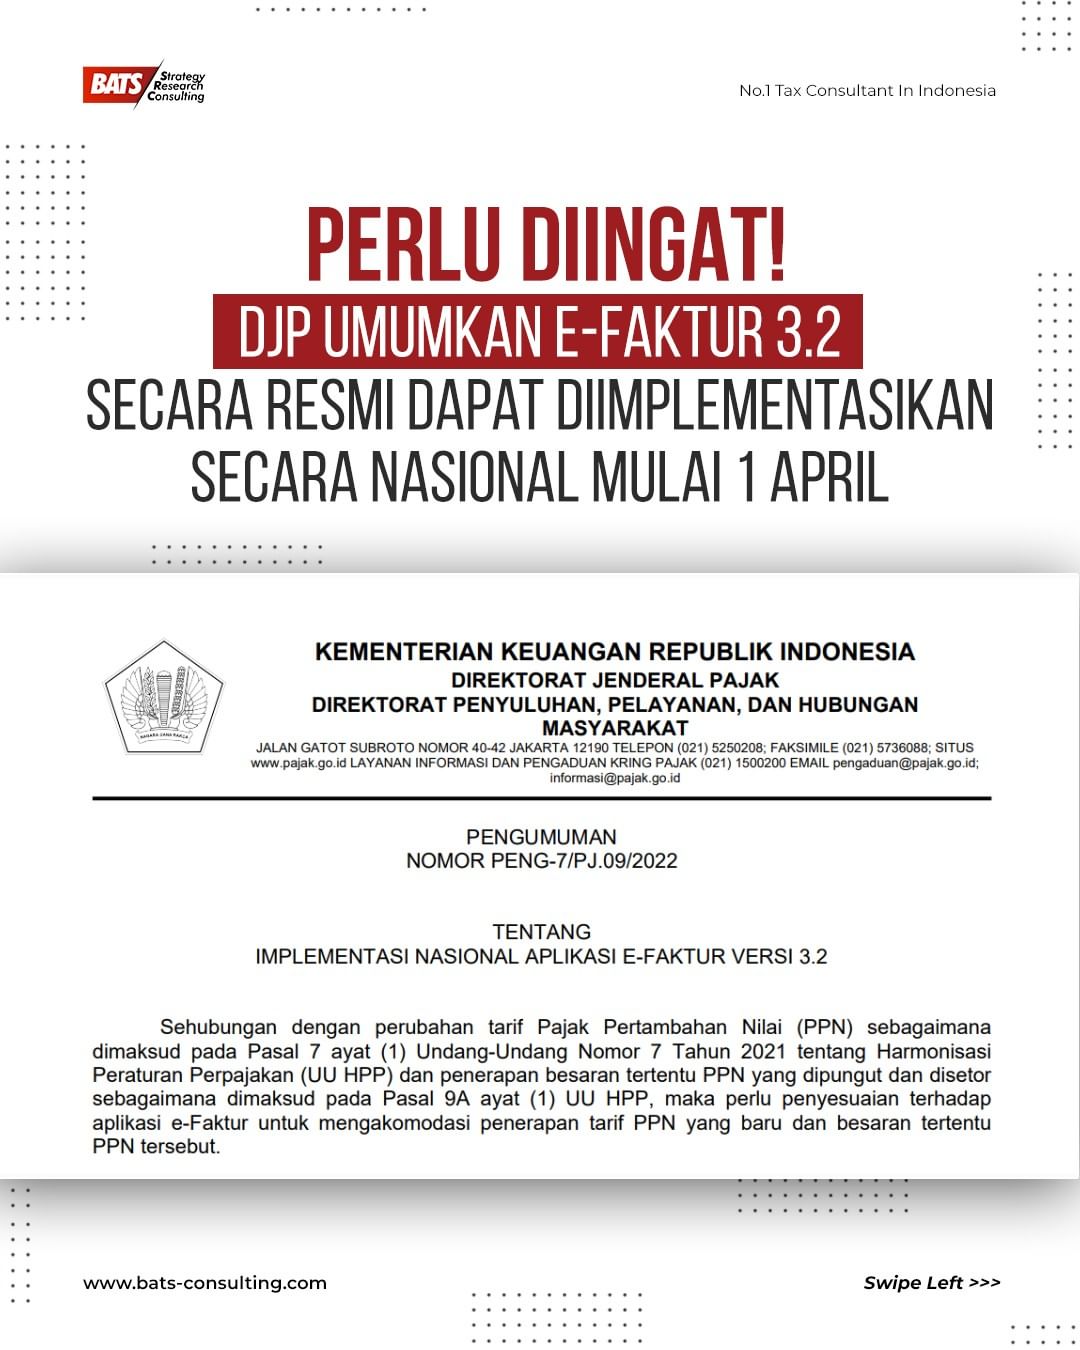 BATS Strategy
Research
Consulting
No.1 Tax Consultant In Indonesia
PERLU DIINGAT!
DJP UMUMKAN E-FAKTUR 3.2
SECARA RESMI DAPAT DIIMPLEMENTASIKAN
SECARA NASIONAL MULAI 1 APRIL
NAGARA DANA RAKCA
KEMENTERIAN KEUANGAN REPUBLIK INDONESIA
DIREKTORAT JENDERAL PAJAK
DIREKTORAT PENYULUHAN, PELAYANAN, DAN HUBUNGAN
MASYARAKAT
JALAN GATOT SUBROTO NOMOR 40-42 JAKARTA 12190 TELEPON (021) 5250208; FAKSIMILE (021) 5736088; SITUS
www.pajak.go.id LAYANAN INFORMASI DAN PENGADUAN KRING PAJAK (021) 1500200 EMAIL pengaduan@pajak.go.id;
informasi@pajak.go.id
PENGUMUMAN
NOMOR PENG-7/PJ.09/2022
TENTANG
IMPLEMENTASI NASIONAL APLIKASI E-FAKTUR VERSI 3.2
Sehubungan dengan perubahan tarif Pajak Pertambahan Nilai (PPN) sebagaimana
dimaksud pada Pasal 7 ayat (1) Undang-Undang Nomor 7 Tahun 2021 tentang Harmonisasi
Peraturan Perpajakan (UU HPP) dan penerapan besaran tertentu PPN yang dipungut dan disetor
sebagaimana dimaksud pada Pasal 9A ayat (1) UU HPP, maka perlu penyesuaian terhadap
aplikasi e-Faktur untuk mengakomodasi penerapan tarif PPN yang baru dan besaran tertentu
PPN tersebut.
www.bats-consulting.com
Swipe Left >>>